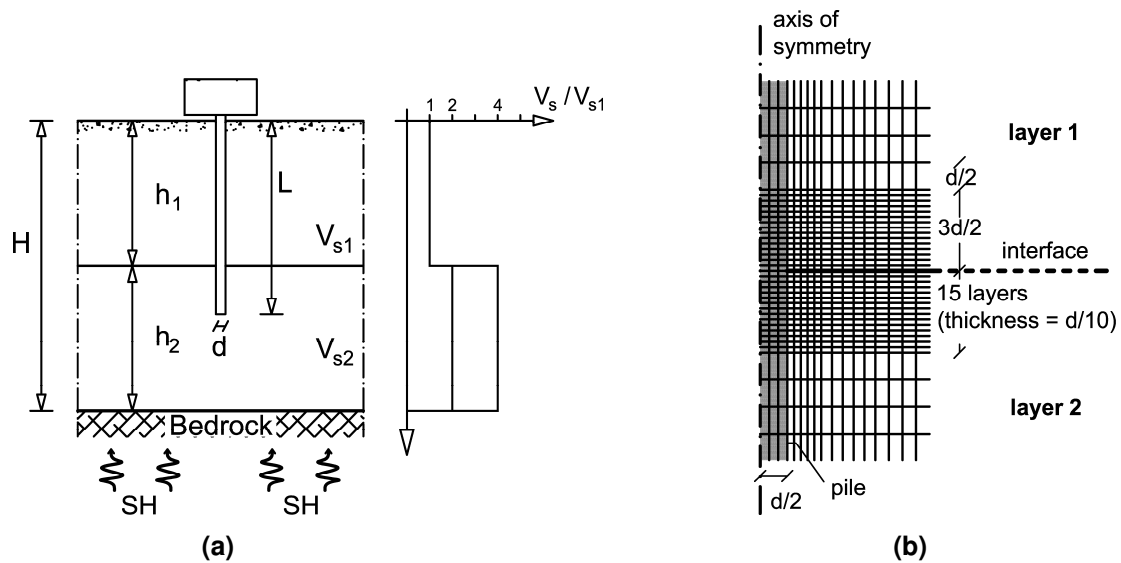 1 2 4
Vs / Vs1
H
h1
L
Vs1
h2
d
Vs2
Bedrock
SH
SH
(a)
axis of
symmetry
layer 1
d/2
3d/2
interface
15 layers
(thickness = d/10)
layer 2
pile
d/2
(b)